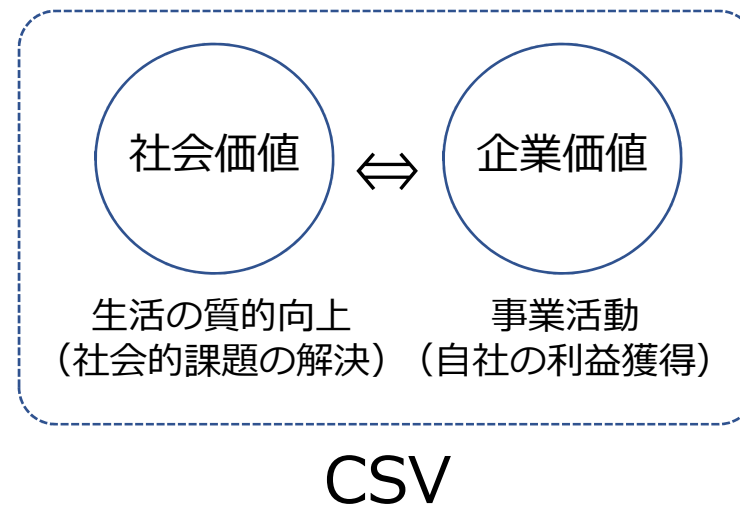 社会価値
⇔
企業価値
生活の質的向上
（社会的課題の解決）
事業活動
（自社の利益獲得）
CSV